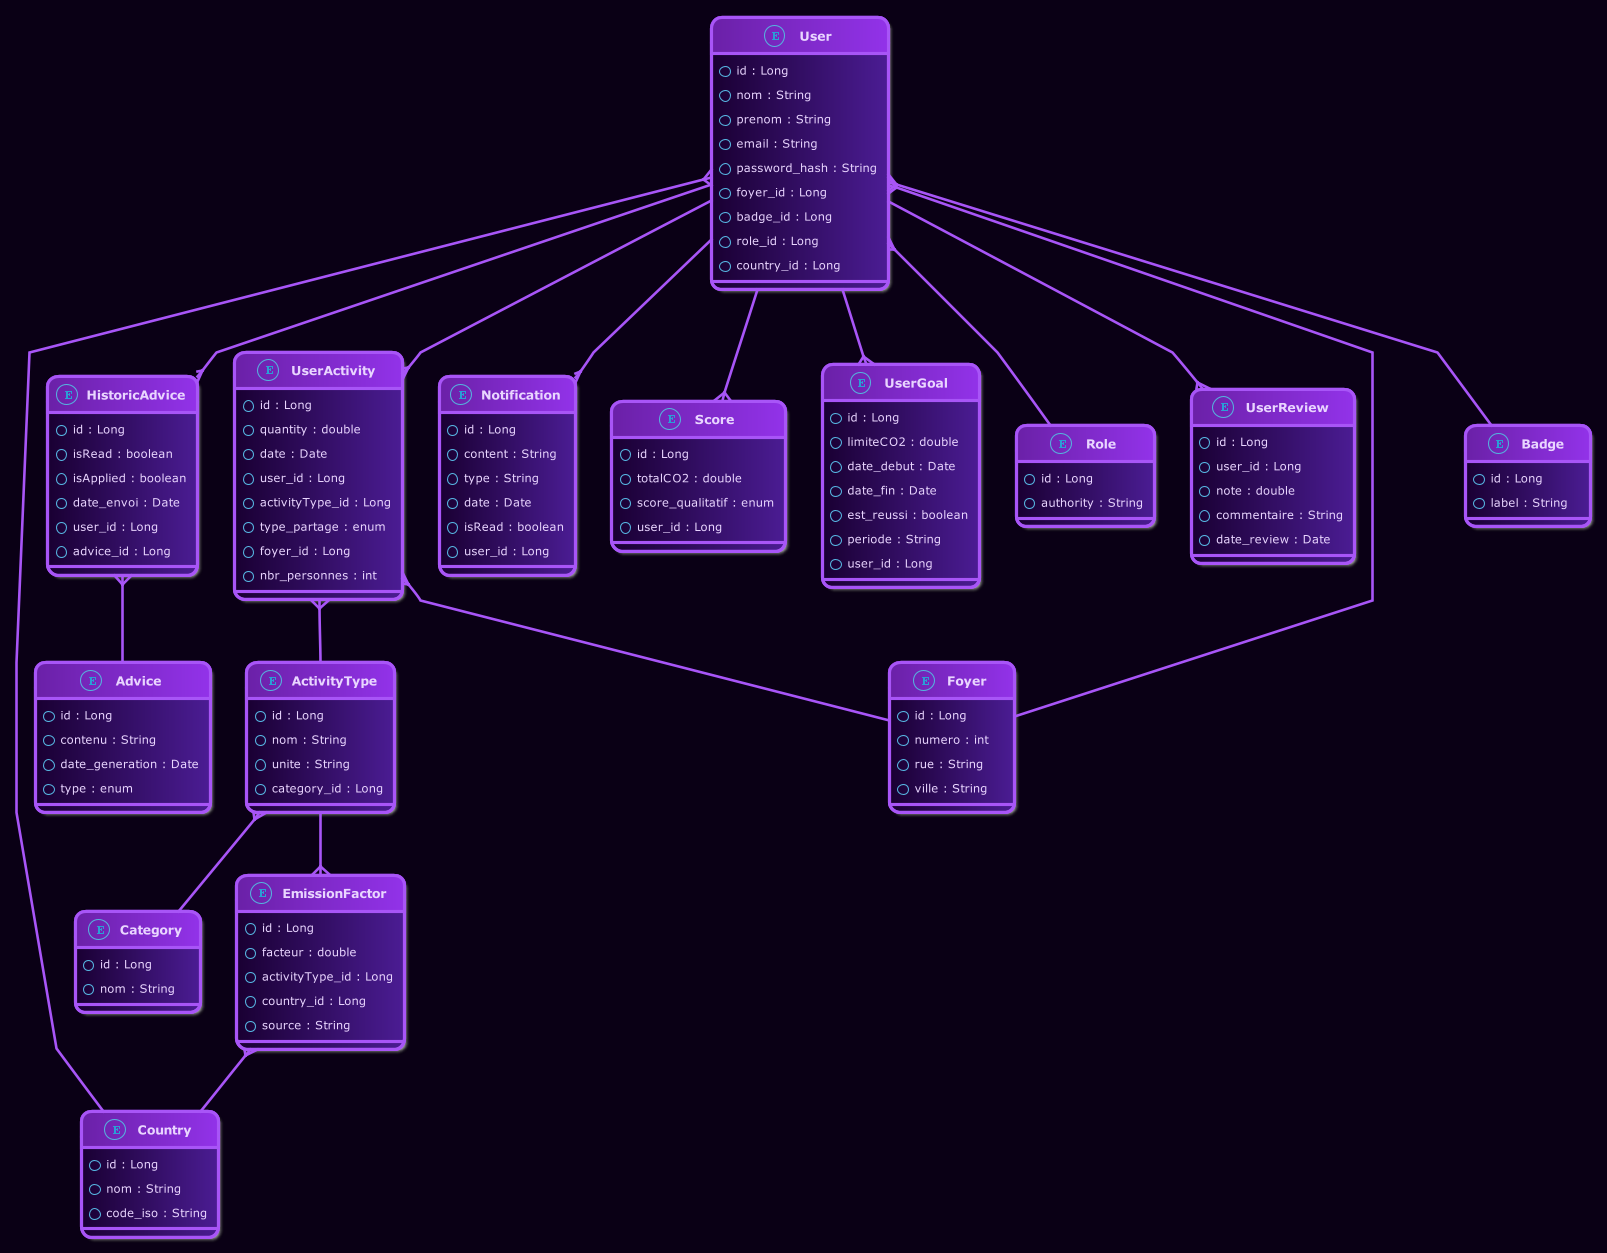 E User
id : Long
nom : String
prenom : String
email : String
password_hash : String
foyer_id : Long
badge_id : Long
role_id : Long
country_id : Long
E HistoricAdvice
id : Long
isRead : boolean
isApplied : boolean
date_envoi : Date
user_id : Long
advice_id : Long
E UserActivity
id : Long
quantity : double
date : Date
user_id : Long
activityType_id : Long
type_partage : enum
foyer_id : Long
nbr_personnes : int
E Notification
id : Long
content : String
type : String
date : Date
isRead : boolean
user_id : Long
E Score
id : Long
totalCO2 : double
score_qualitatif : enum
user_id : Long
E UserGoal
id : Long
limiteCO2 : double
date_debut : Date
date_fin : Date
est_reussi : boolean
periode : String
user_id : Long
E Role
id : Long
authority : String
E UserReview
id : Long
user_id : Long
note : double
commentaire : String
date_review : Date
E Badge
id : Long
label : String
E Advice
id : Long
contenu : String
date_generation : Date
type : enum
E ActivityType
id : Long
nom : String
unite : String
category_id : Long
E Foyer
id : Long
numero : int
rue : String
ville : String
E Category
id : Long
nom : String
E EmissionFactor
id : Long
facteur : double
activityType_id : Long
country_id : Long
source : String
E Country
id : Long
nom : String
code_iso : String